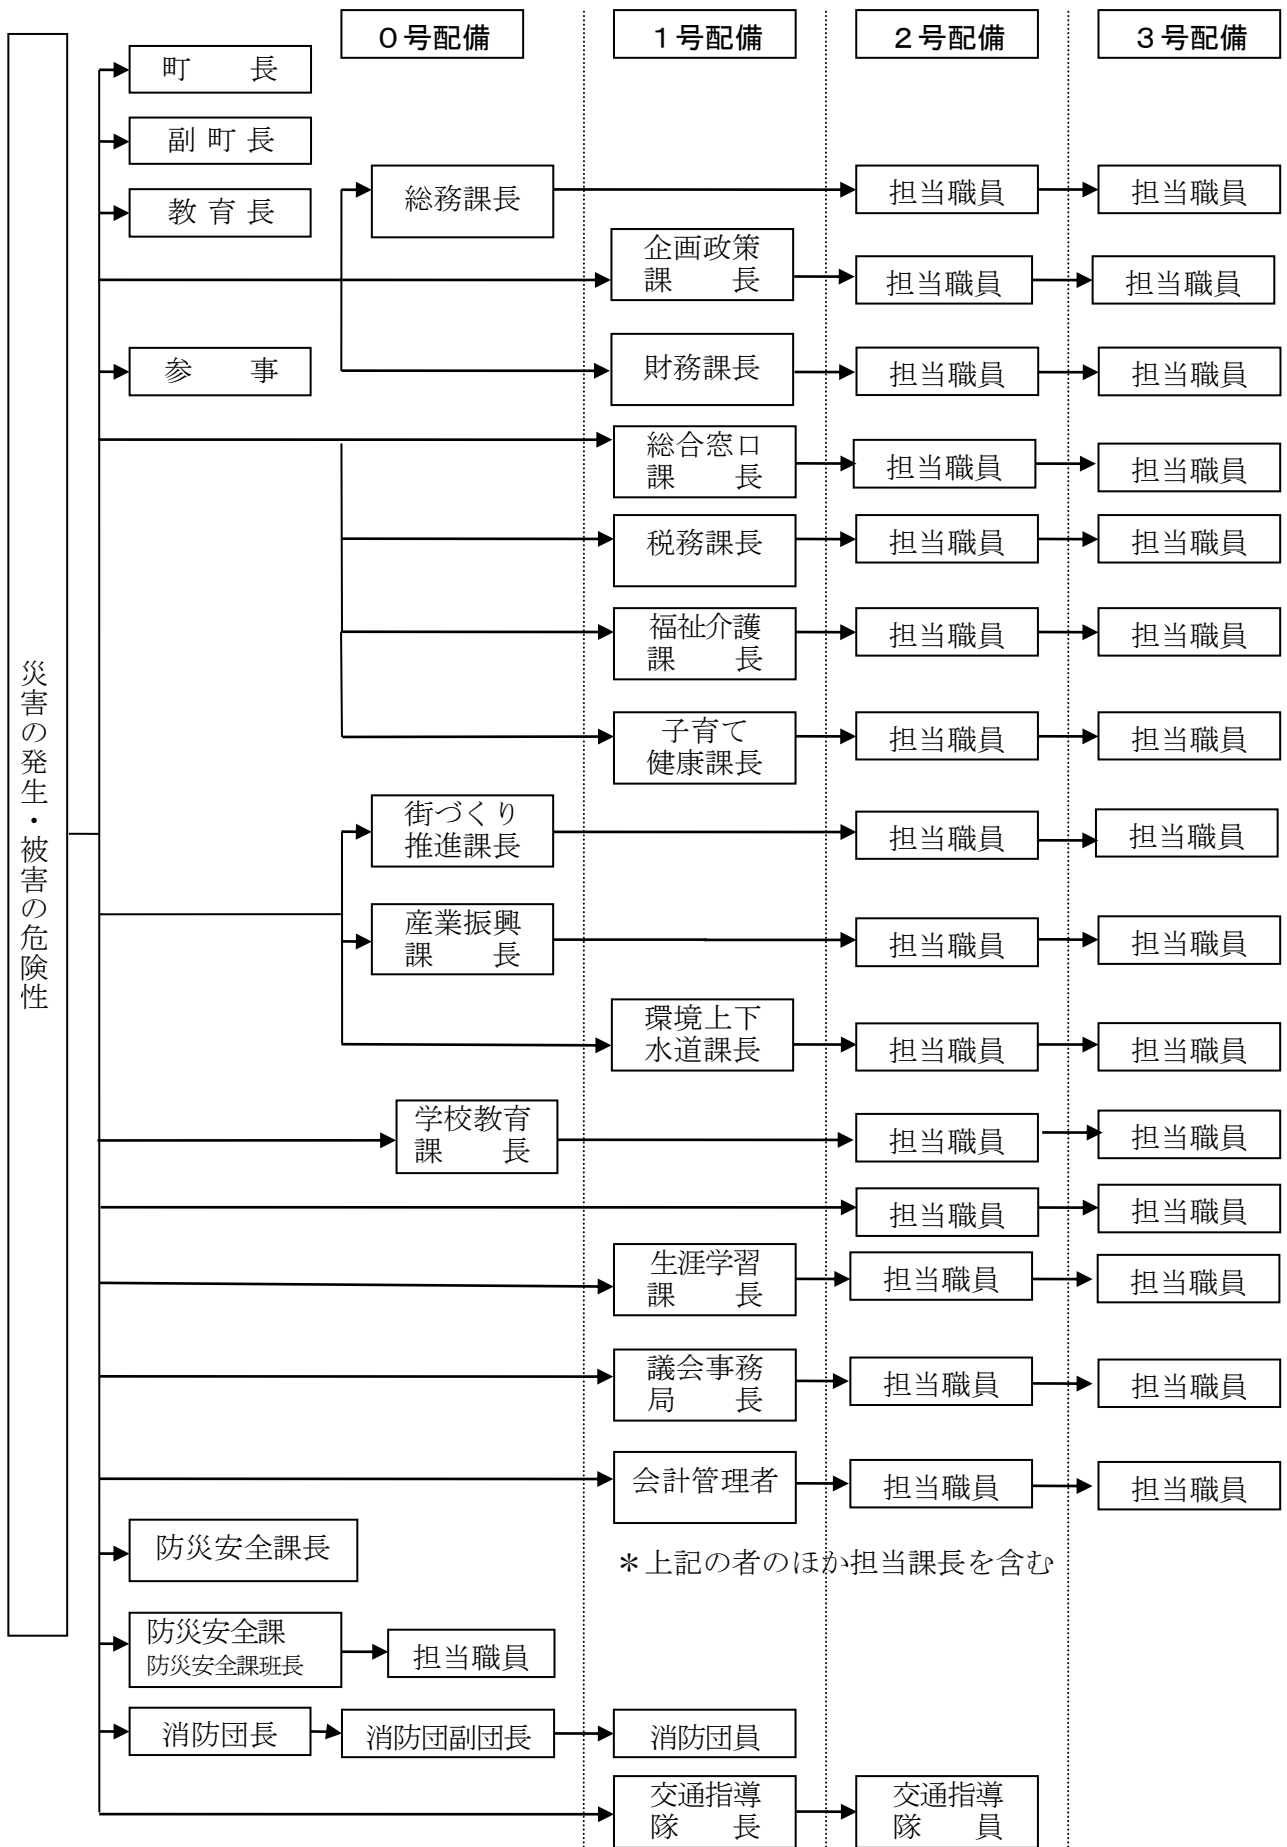 ０号配備
１号配備
２号配備
３号配備
災害の発生・被害の危険性
町　　長
副 町 長
教 育 長
総務課長
担当職員
担当職員
企画政策
課　　長
担当職員
担当職員
参　　事
財務課長
担当職員
担当職員
総合窓口
課　　長
担当職員
担当職員
税務課長
担当職員
担当職員
福祉介護
課　　長
担当職員
担当職員
子育て
健康課長
担当職員
担当職員
街づくり
推進課長
担当職員
担当職員
産業振興
課　　長
担当職員
担当職員
環境上下
水道課長
担当職員
担当職員
学校教育
課　　長
担当職員
担当職員
担当職員
担当職員
生涯学習
課　　長
担当職員
担当職員
議会事務
局　　長
担当職員
担当職員
会計管理者
担当職員
担当職員
防災安全課長
＊上記の者のほか担当課長を含む
防災安全課
防災安全課班長
担当職員
消防団長
消防団副団長
消防団員
交通指導
隊　　長
交通指導
隊　　員